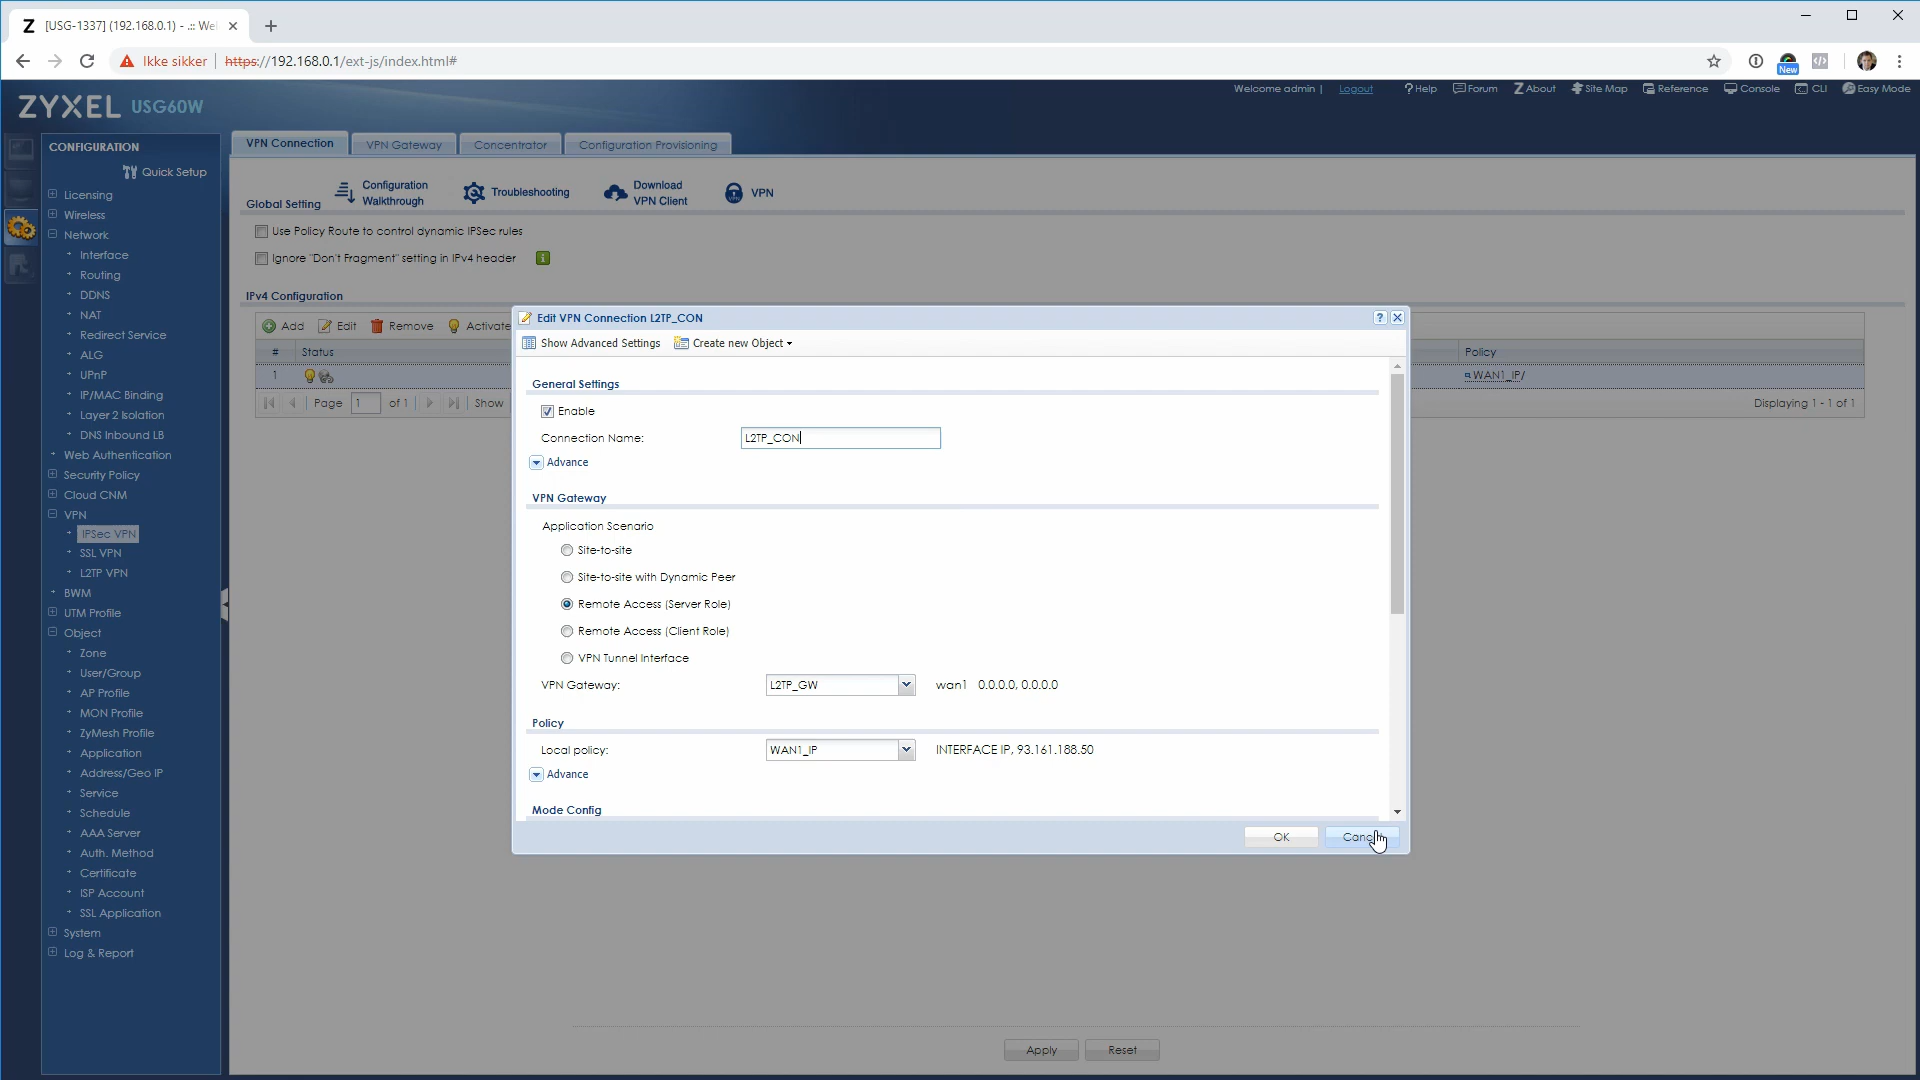 Z [USG-1337] (192.168.0.1) - .:: We
Ikke sikker https://192.168.0.1/ext-js/index.html#
New
ZYXEL USG60W
Welcome admin | Logout ?Help Forum About Site Map Reference Console CLI Easy Mode
CONFIGURATION
Quick Setup
Licensing
Wireless
Network
Interface
Routing
DDNS
NAT
Redirect Service
ALG
UPnP
IP/MAC Binding
Layer 2 Isolation
DNS Inbound LB
Web Authentication
Security Policy
Cloud CNM
VPN
IPSec VPN
SSL VPN
L2TP VPN
BWM
UTM Profile
Object
Zone
User/Group
AP Profile
MON Profile
ZyMesh Profile
Application
Address/Geo IP
Service
Schedule
AAA Server
Auth. Method
Certificate
ISP Account
SSL Application
System
Log & Report
VPN Connection VPN Gateway Concentrator Configuration Provisioning
Global Setting Configuration Walkthrough Troubleshooting Download VPN Client VPN
Use Policy Route to control dynamic IPSec rules
Ignore "Don't Fragment" setting in IPv4 header
IPv4 Configuration
Add Edit Remove Activate
# Status Policy
1 WAN1_IP/
Page 1 of 1 Show Displaying 1 - 1 of 1
Edit VPN Connection L2TP_CON
Show Advanced Settings Create new Object
General Settings
Enable
Connection Name: L2TP_CON
Advance
VPN Gateway
Application Scenario
Site-to-site
Site-to-site with Dynamic Peer
Remote Access (Server Role)
Remote Access (Client Role)
VPN Tunnel Interface
VPN Gateway: L2TP_GW wan1 0.0.0.0, 0.0.0.0
Policy
Local policy: WAN1_IP INTERFACE IP, 93.161.188.50
Advance
Mode Config
OK Cancel
Apply Reset